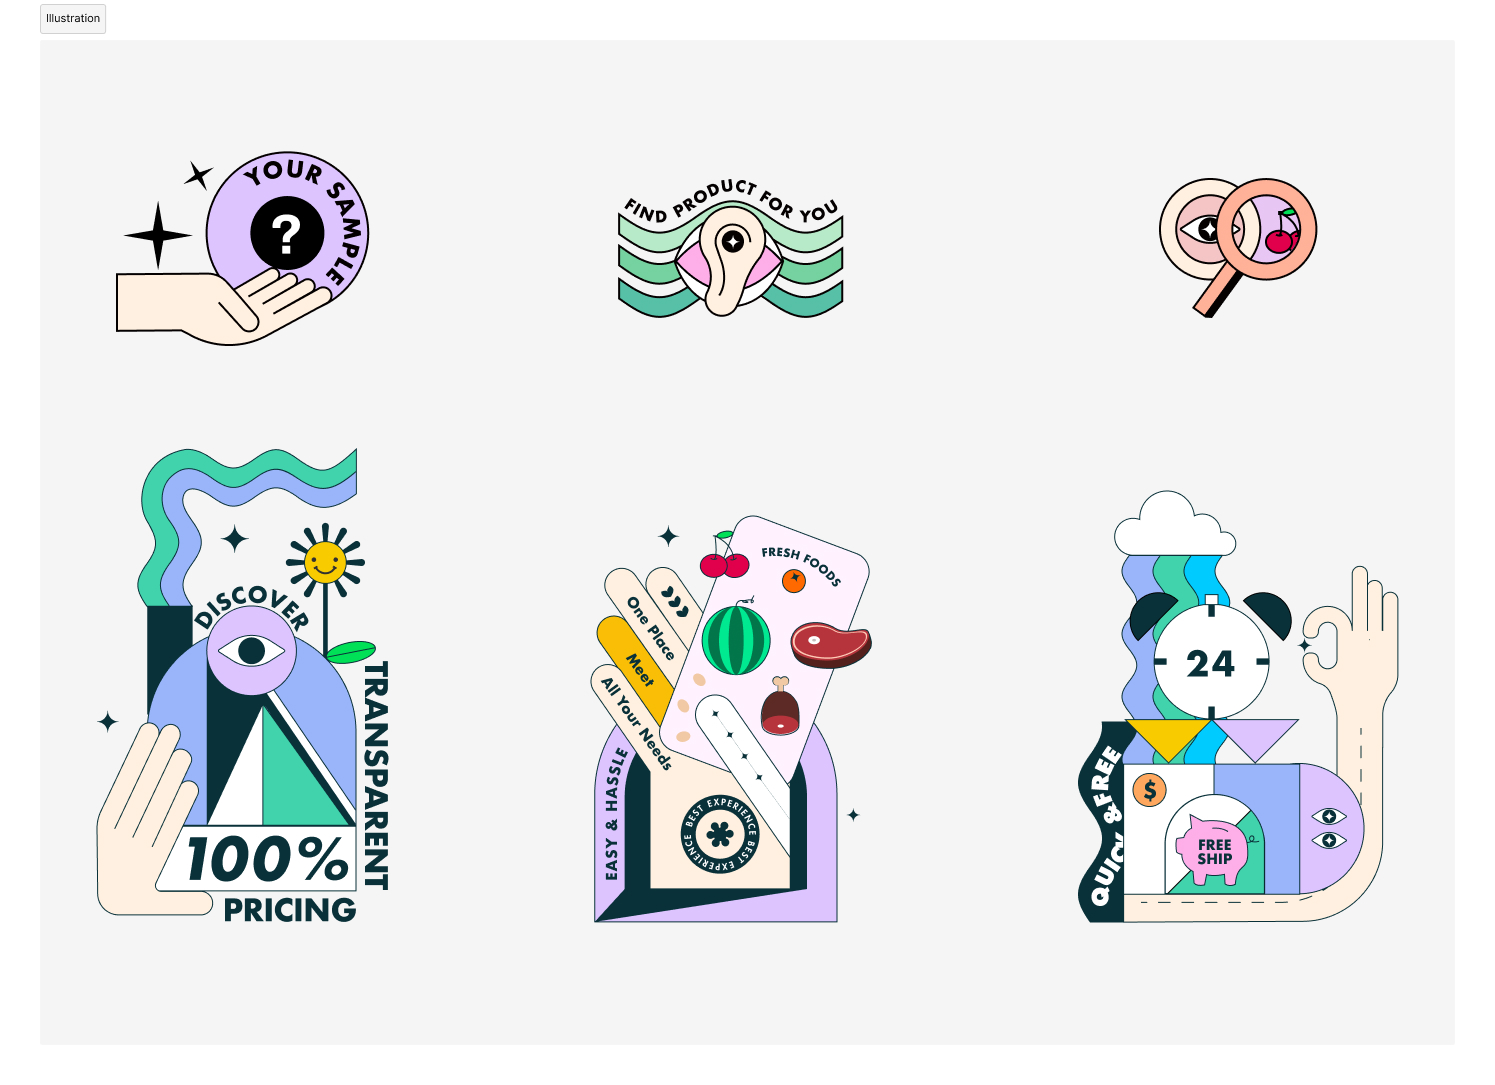 Illustration
YOUR SAMPLE
?
FIND PRODUCT FOR YOU
DISCOVER
TRANSPARENT
100%
PRICING
FRESH FOODS
One Place
Meet
All Your Needs
EASY & HASSLE
BEST EXPERIENCE BEST EXPERIENCE
24
QUICK & FREE
$
FREE
SHIP